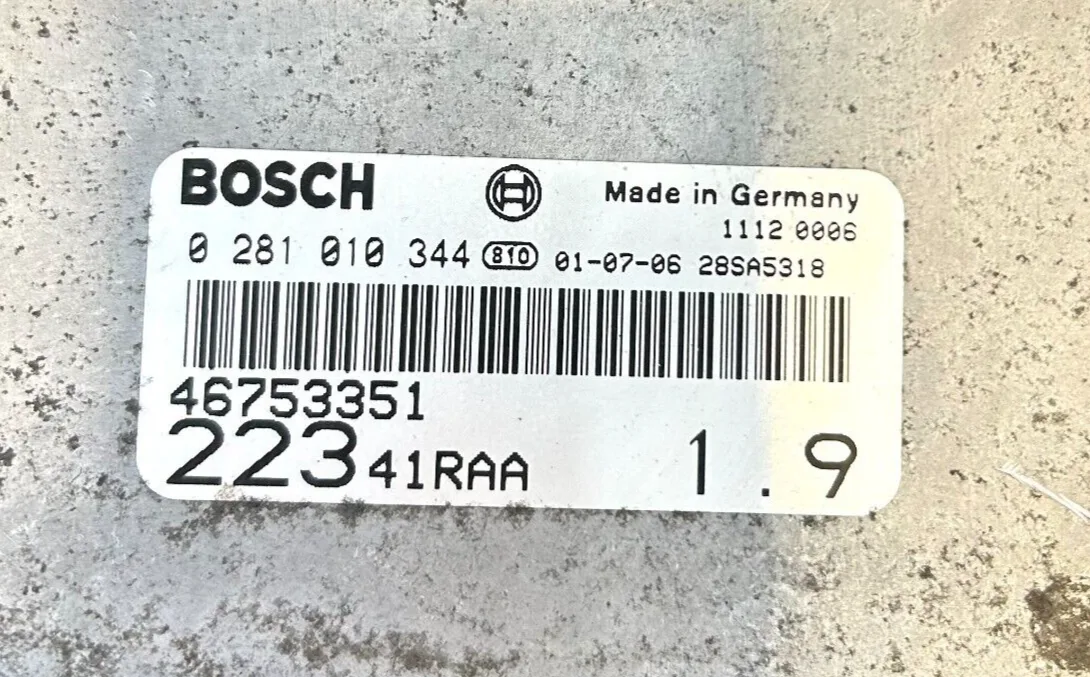 BOSCH Made in Germany
1112 0006
0 281 010 344 810 01-07-06 28SA5318
46753351
223 41RAA 1.9